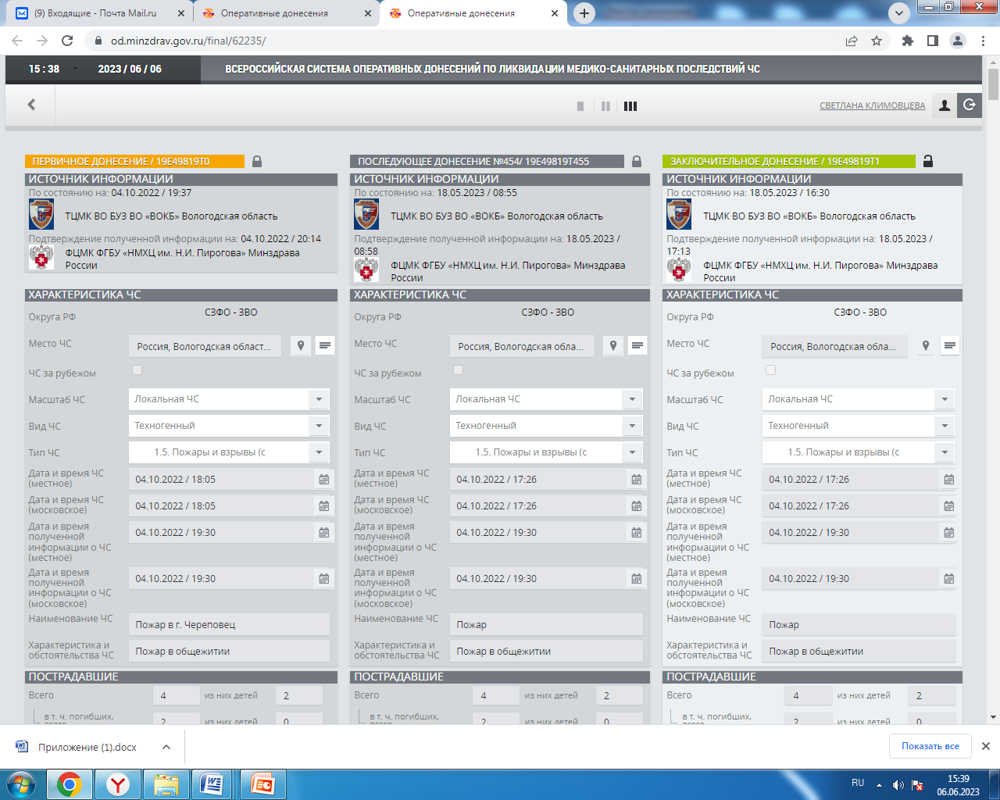 (9) Входящие - Почта Mail.ru
Оперативные донесения
Оперативные донесения
od.minzdrav.gov.ru/final/62235/
15 : 38
2023 / 06 / 06
ВСЕРОССИЙСКАЯ СИСТЕМА ОПЕРАТИВНЫХ ДОНЕСЕНИЙ ПО ЛИКВИДАЦИИ МЕДИКО-САНИТАРНЫХ ПОСЛЕДСТВИЙ ЧС
СВЕТЛАНА КЛИМОВЦЕВА
ПЕРВИЧНОЕ ДОНЕСЕНИЕ / 19E49819T0
ИСТОЧНИК ИНФОРМАЦИИ
По состоянию на: 04.10.2022 / 19:37
ТЦМК ВО БУЗ ВО «ВОКБ» Вологодская область
Подтверждение полученной информации на: 04.10.2022 / 20:14
ФЦМК ФГБУ «НМХЦ им. Н.И. Пирогова» Минздрава
России
ХАРАКТЕРИСТИКА ЧС
Округа РФ
СЗФО - ЗВО
Место ЧС
Россия, Вологодская област...
ЧС за рубежом
Масштаб ЧС
Локальная ЧС
Вид ЧС
Техногенный
Тип ЧС
1.5. Пожары и взрывы (с
Дата и время ЧС
(местное)
04.10.2022 / 18:05
Дата и время ЧС
(московское)
04.10.2022 / 18:05
Дата и время
полученной
информации о ЧС
(местное)
04.10.2022 / 19:30
Дата и время
полученной
информации о ЧС
(московское)
04.10.2022 / 19:30
Наименование ЧС
Пожар в г. Череповец
Характеристика и
обстоятельства ЧС
Пожар в общежитии
ПОСТРАДАВШИЕ
Всего
4
из них детей
2
в т. ч. погибших,
всего
2
0
ПОСЛЕДУЮЩЕЕ ДОНЕСЕНИЕ №454/ 19E49819T455
ИСТОЧНИК ИНФОРМАЦИИ
По состоянию на: 18.05.2023 / 08:55
ТЦМК ВО БУЗ ВО «ВОКБ» Вологодская область
Подтверждение полученной информации на: 18.05.2023 /
08:58
ФЦМК ФГБУ «НМХЦ им. Н.И. Пирогова» Минздрава
России
ХАРАКТЕРИСТИКА ЧС
Округа РФ
СЗФО - ЗВО
Место ЧС
Россия, Вологодская обла...
ЧС за рубежом
Масштаб ЧС
Локальная ЧС
Вид ЧС
Техногенный
Тип ЧС
1.5. Пожары и взрывы (с
Дата и время ЧС
(местное)
04.10.2022 / 17:26
Дата и время ЧС
(московское)
04.10.2022 / 17:26
Дата и время
полученной
информации о ЧС
(местное)
04.10.2022 / 19:30
Дата и время
полученной
информации о ЧС
(московское)
04.10.2022 / 19:30
Наименование ЧС
Пожар
Характеристика и
обстоятельства ЧС
Пожар в общежитии
ПОСТРАДАВШИЕ
Всего
4
из них детей
2
в т. ч. погибших,
всего
2
0
ЗАКЛЮЧИТЕЛЬНОЕ ДОНЕСЕНИЕ / 19E49819T1
ИСТОЧНИК ИНФОРМАЦИИ
По состоянию на: 18.05.2023 / 16:30
ТЦМК ВО БУЗ ВО «ВОКБ» Вологодская область
Подтверждение полученной информации на: 18.05.2023 /
17:13
ФЦМК ФГБУ «НМХЦ им. Н.И. Пирогова» Минздрава
России
ХАРАКТЕРИСТИКА ЧС
Округа РФ
СЗФО - ЗВО
Место ЧС
Россия, Вологодская обла...
ЧС за рубежом
Масштаб ЧС
Локальная ЧС
Вид ЧС
Техногенный
Тип ЧС
1.5. Пожары и взрывы (с
Дата и время ЧС
(местное)
04.10.2022 / 17:26
Дата и время ЧС
(московское)
04.10.2022 / 17:26
Дата и время
полученной
информации о ЧС
(местное)
04.10.2022 / 19:30
Дата и время
полученной
информации о ЧС
(московское)
04.10.2022 / 19:30
Наименование ЧС
Пожар
Характеристика и
обстоятельства ЧС
Пожар в общежитии
ПОСТРАДАВШИЕ
Всего
4
из них детей
2
в т. ч. погибших,
всего
2
0
Приложение (1).docx
Показать все
RU
15:39
06.06.2023